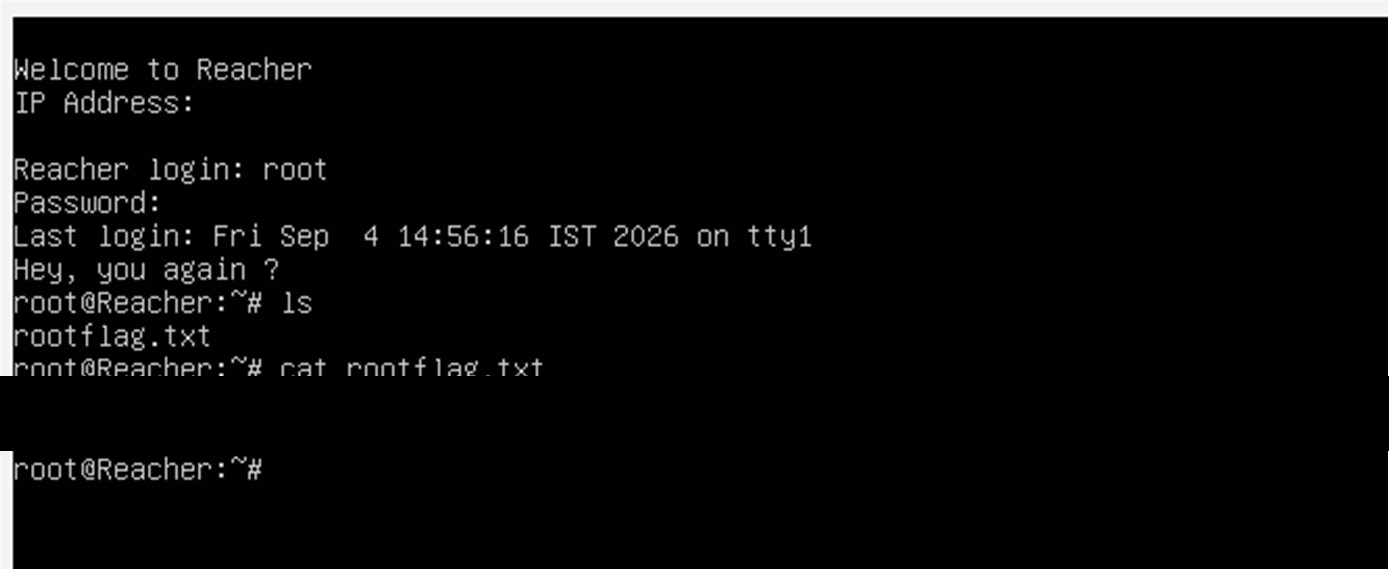 Welcome to Reacher
IP Address:
Reacher login: root
Password:
Last login: Fri Sep  4 14:56:16 IST 2026 on tty1
Hey, you again ?
root@Reacher:~# ls
rootflag.txt
root@Reacher:~# cat rootflag.txt
root@Reacher:~#